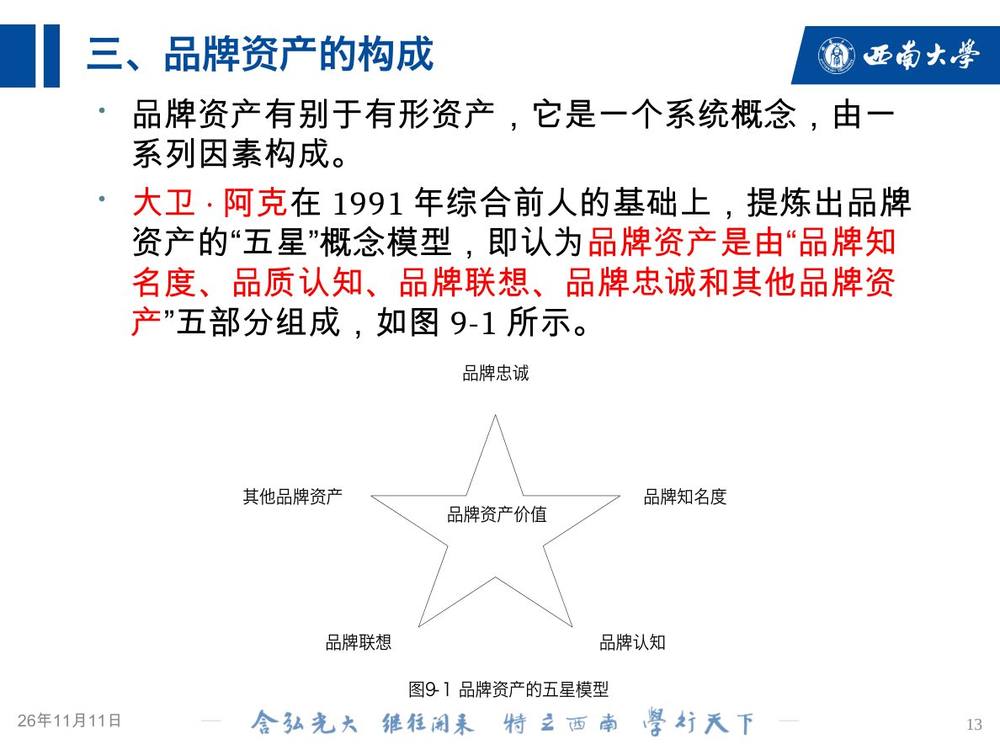 三、品牌资产的构成
西南大学
• 品牌资产有别于有形资产，它是一个系统概念，由一
系列因素构成。
• 大卫·阿克在 1991 年综合前人的基础上，提炼出品牌
资产的“五星”概念模型，即认为品牌资产是由“品牌知
名度、品质认知、品牌联想、品牌忠诚和其他品牌资
产”五部分组成，如图 9-1 所示。
品牌忠诚
其他品牌资产
品牌知名度
品牌资产价值
品牌联想
品牌认知
图9-1 品牌资产的五星模型
26年11月11日
含弘光大 继往开来 特立西南 学行天下
13